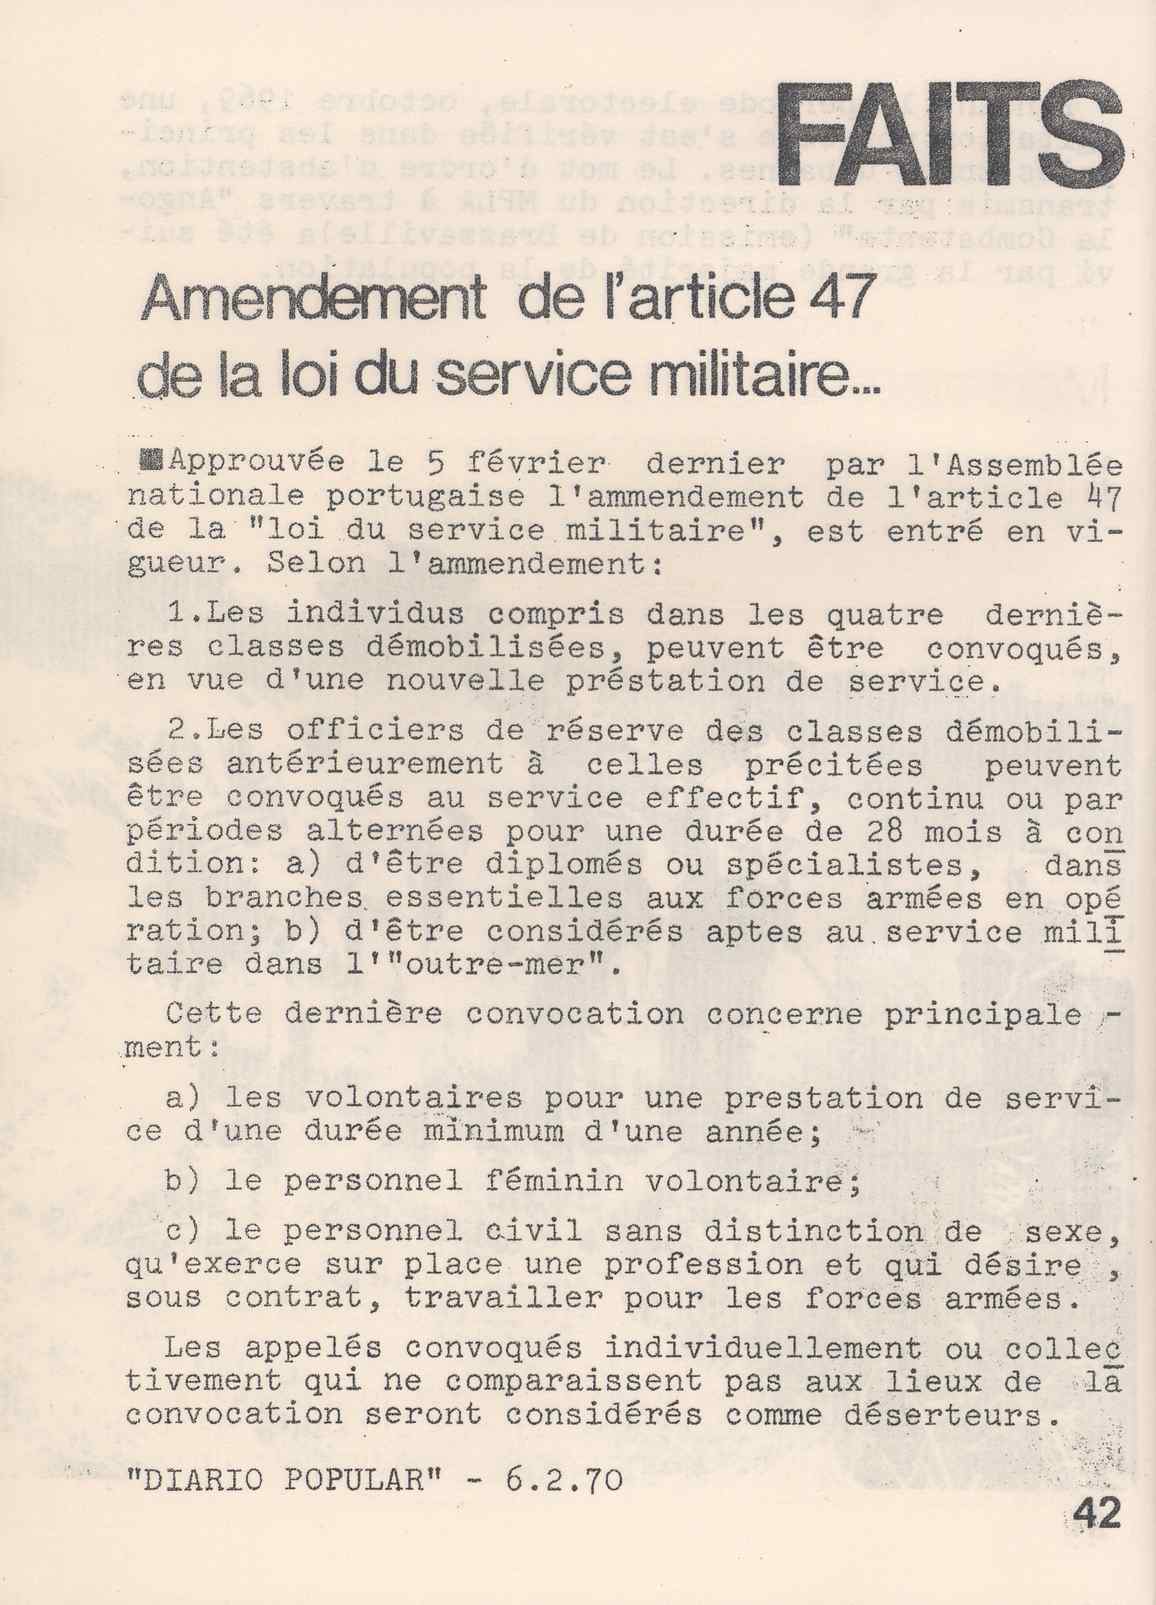 FAITS
Amendement de l'article 47
de la loi du service militaire...
■Approuvée le 5 février dernier par l'Assemblée
nationale portugaise l'ammendement de l'article 47
de la "loi du service militaire", est entré en vi-
gueur. Selon l'ammendement:
1.Les individus compris dans les quatre derniè-
res classes démobilisées, peuvent être convoqués,
en vue d'une nouvelle préstation de service.
2.Les officiers de réserve des classes démobili-
sées antérieurement à celles précitées peuvent
être convoqués au service effectif, continu ou par
périodes alternées pour une durée de 28 mois à con
dition: a) d'être diplomés ou spécialistes, dans
les branches essentielles aux forces armées en opé
ration; b) d'être considérés aptes au service mili
taire dans l'"outre-mer".
Cette dernière convocation concerne principale -
ment:
a) les volontaires pour une prestation de servi-
ce d'une durée minimum d'une année;
b) le personnel féminin volontaire;
c) le personnel civil sans distinction de sexe,
qu'exerce sur place une profession et qui désire ,
sous contrat, travailler pour les forces armées.
Les appelés convoqués individuellement ou collec
tivement qui ne comparaissent pas aux lieux de la
convocation seront considérés comme déserteurs.
"DIARIO POPULAR" - 6.2.70
42